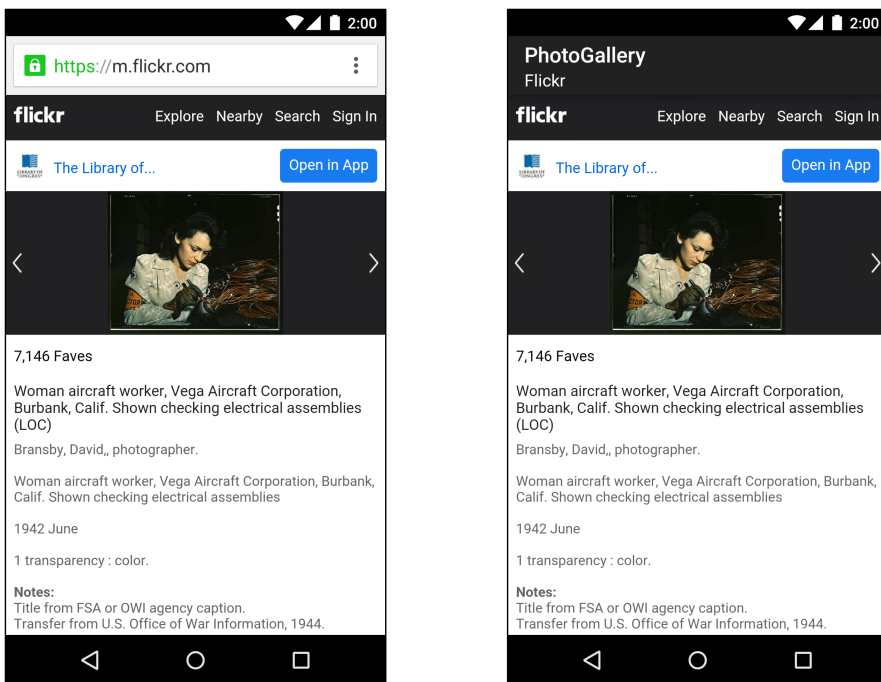 2:00
https://m.flickr.com
flickr Explore Nearby Search Sign In
LIBRARY OF
CONGRESS
The Library of...
Open in App
7,146 Faves
Woman aircraft worker, Vega Aircraft Corporation,
Burbank, Calif. Shown checking electrical assemblies
(LOC)
Bransby, David,, photographer.
Woman aircraft worker, Vega Aircraft Corporation, Burbank,
Calif. Shown checking electrical assemblies
1942 June
1 transparency : color.
Notes:
Title from FSA or OWI agency caption.
Transfer from U.S. Office of War Information, 1944.
2:00
PhotoGallery
Flickr
flickr Explore Nearby Search Sign In
LIBRARY OF
CONGRESS
The Library of...
Open in App
7,146 Faves
Woman aircraft worker, Vega Aircraft Corporation,
Burbank, Calif. Shown checking electrical assemblies
(LOC)
Bransby, David,, photographer.
Woman aircraft worker, Vega Aircraft Corporation, Burbank,
Calif. Shown checking electrical assemblies
1942 June
1 transparency : color.
Notes:
Title from FSA or OWI agency caption.
Transfer from U.S. Office of War Information, 1944.